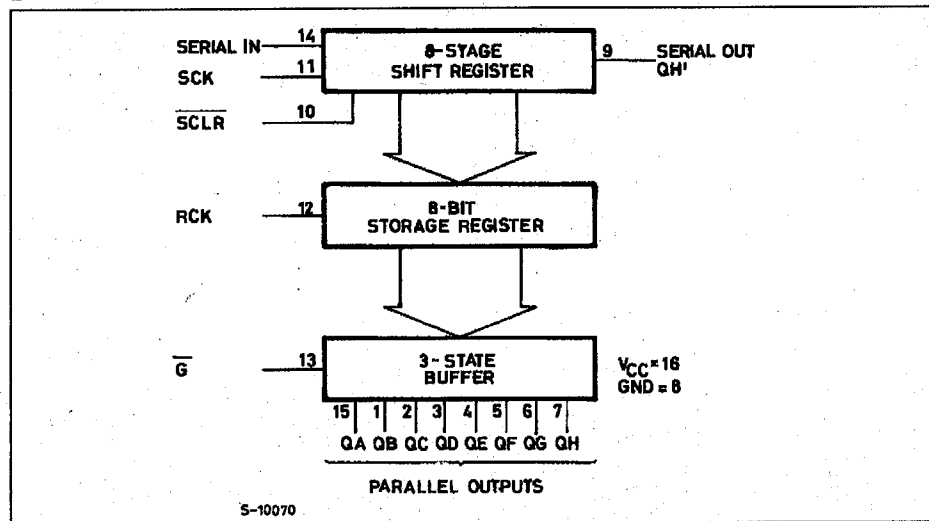 SERIAL IN 14 8-STAGE 9 SERIAL OUT
SCK 11 SHIFT REGISTER QH'
SCLR 10
RCK 12 8-BIT
STORAGE REGISTER
G 13 3-STATE VCC=16
BUFFER GND=8
15 1 2 3 4 5 6 7
QA QB QC QD QE QF QG QH
PARALLEL OUTPUTS
S-10070